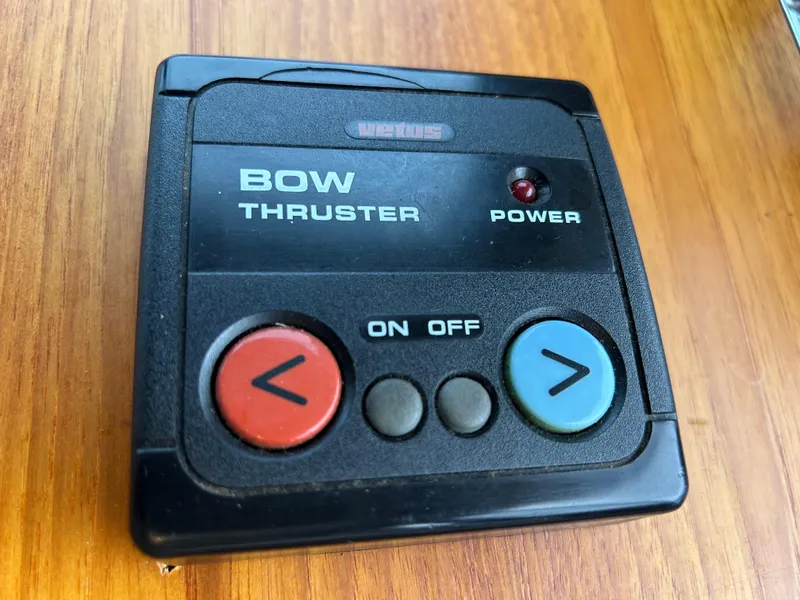 vetus
BOW
THRUSTER
POWER
ON OFF
< >